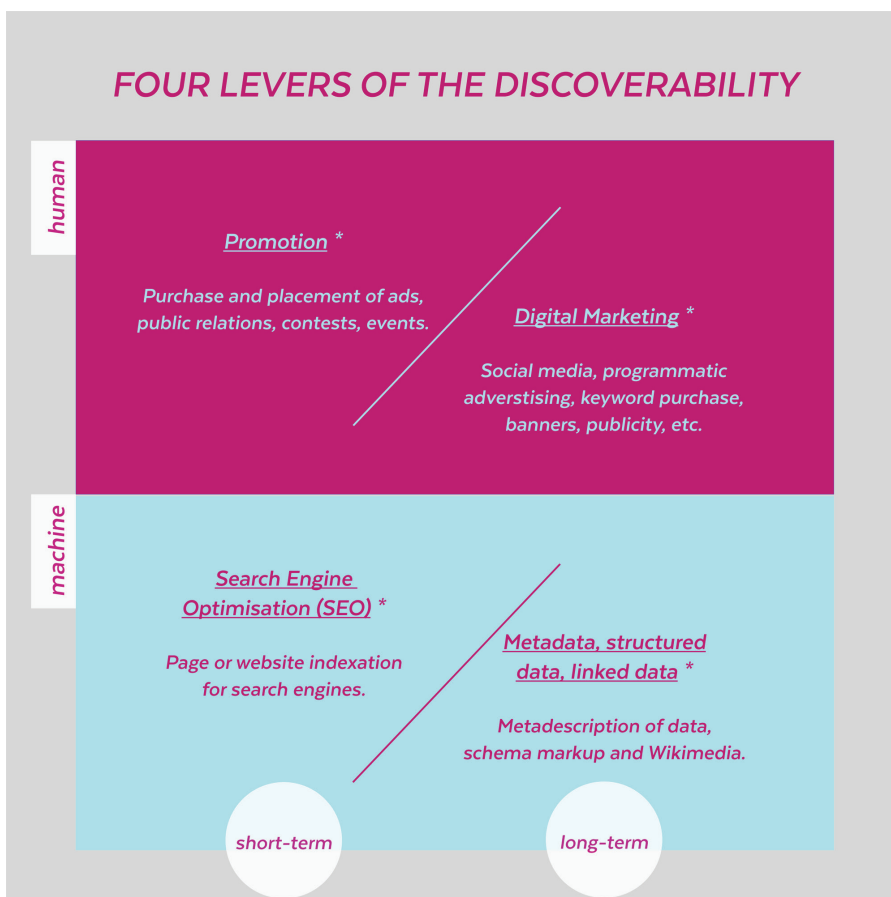 FOUR LEVERS OF THE DISCOVERABILITY
human
Promotion *
Purchase and placement of ads,
public relations, contests, events.
Digital Marketing *
Social media, programmatic
adverstising, keyword purchase,
banners, publicity, etc.
machine
Search Engine
Optimisation (SEO) *
Page or website indexation
for search engines.
Metadata, structured
data, linked data *
Metadescription of data,
schema markup and Wikimedia.
short-term
long-term